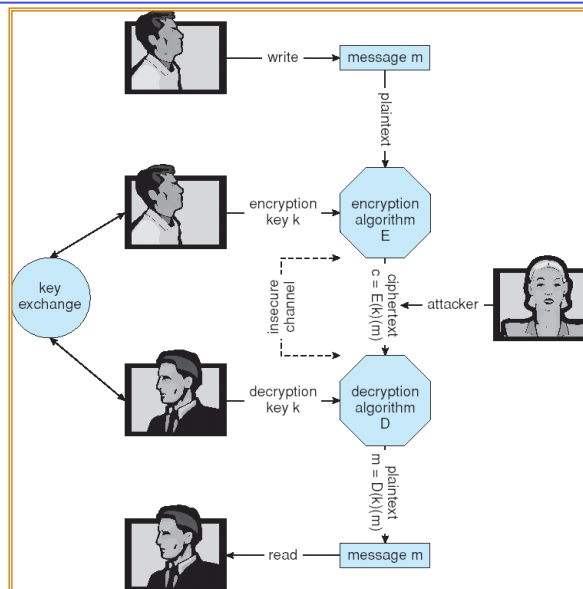 write
message m
plaintext
encryption
key k
encryption
algorithm
E
key
exchange
insecure
channel
ciphertext
c = E(k)(m)
attacker
decryption
key k
decryption
algorithm
D
plaintext
m = D(k)(m)
read
message m